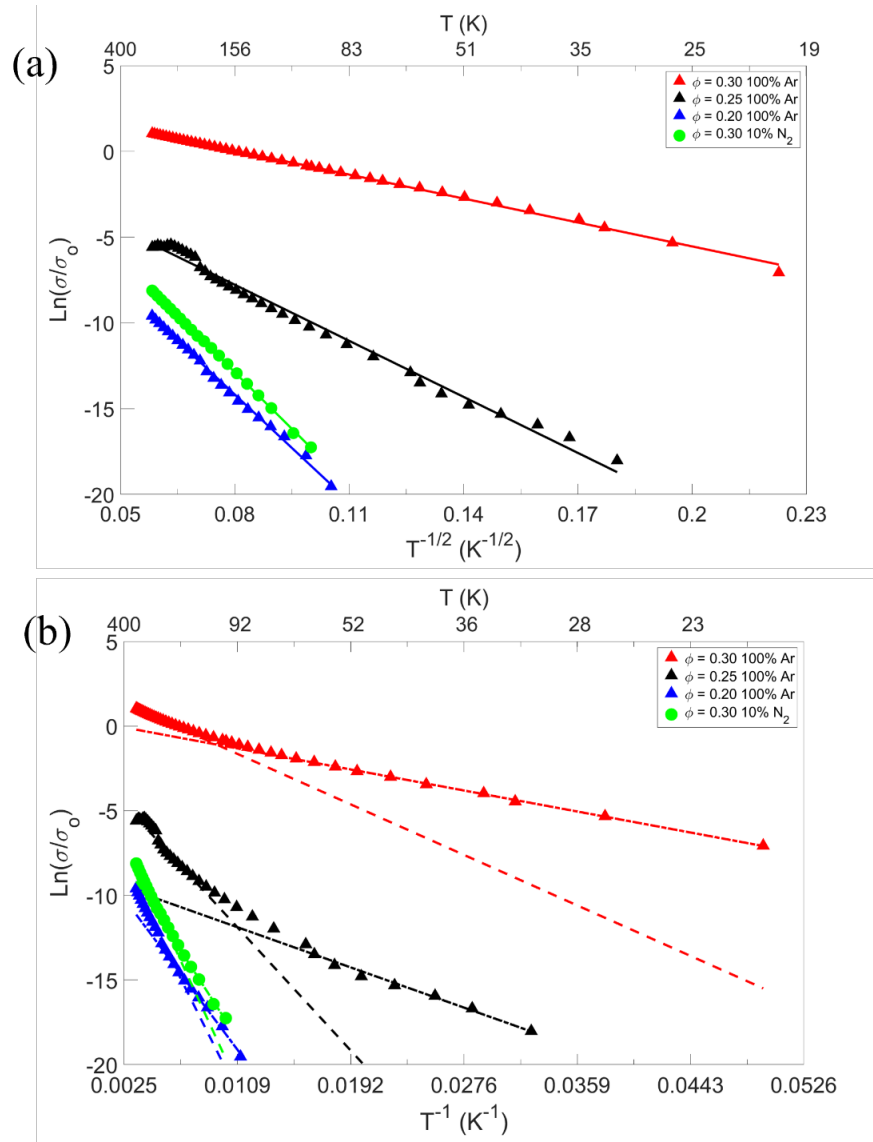 (a)
T (K)
400 156 83 51 35 25 19
5
0
-5
-10
-15
-20
Ln(σ/σo)
ϕ = 0.30 100% Ar
ϕ = 0.25 100% Ar
ϕ = 0.20 100% Ar
ϕ = 0.30 10% N2
0.05 0.08 0.11 0.14 0.17 0.2 0.23
T-1/2 (K-1/2)
(b)
T (K)
400 92 52 36 28 23
5
0
-5
-10
-15
-20
Ln(σ/σo)
ϕ = 0.30 100% Ar
ϕ = 0.25 100% Ar
ϕ = 0.20 100% Ar
ϕ = 0.30 10% N2
0.0025 0.0109 0.0192 0.0276 0.0359 0.0443 0.0526
T-1 (K-1)